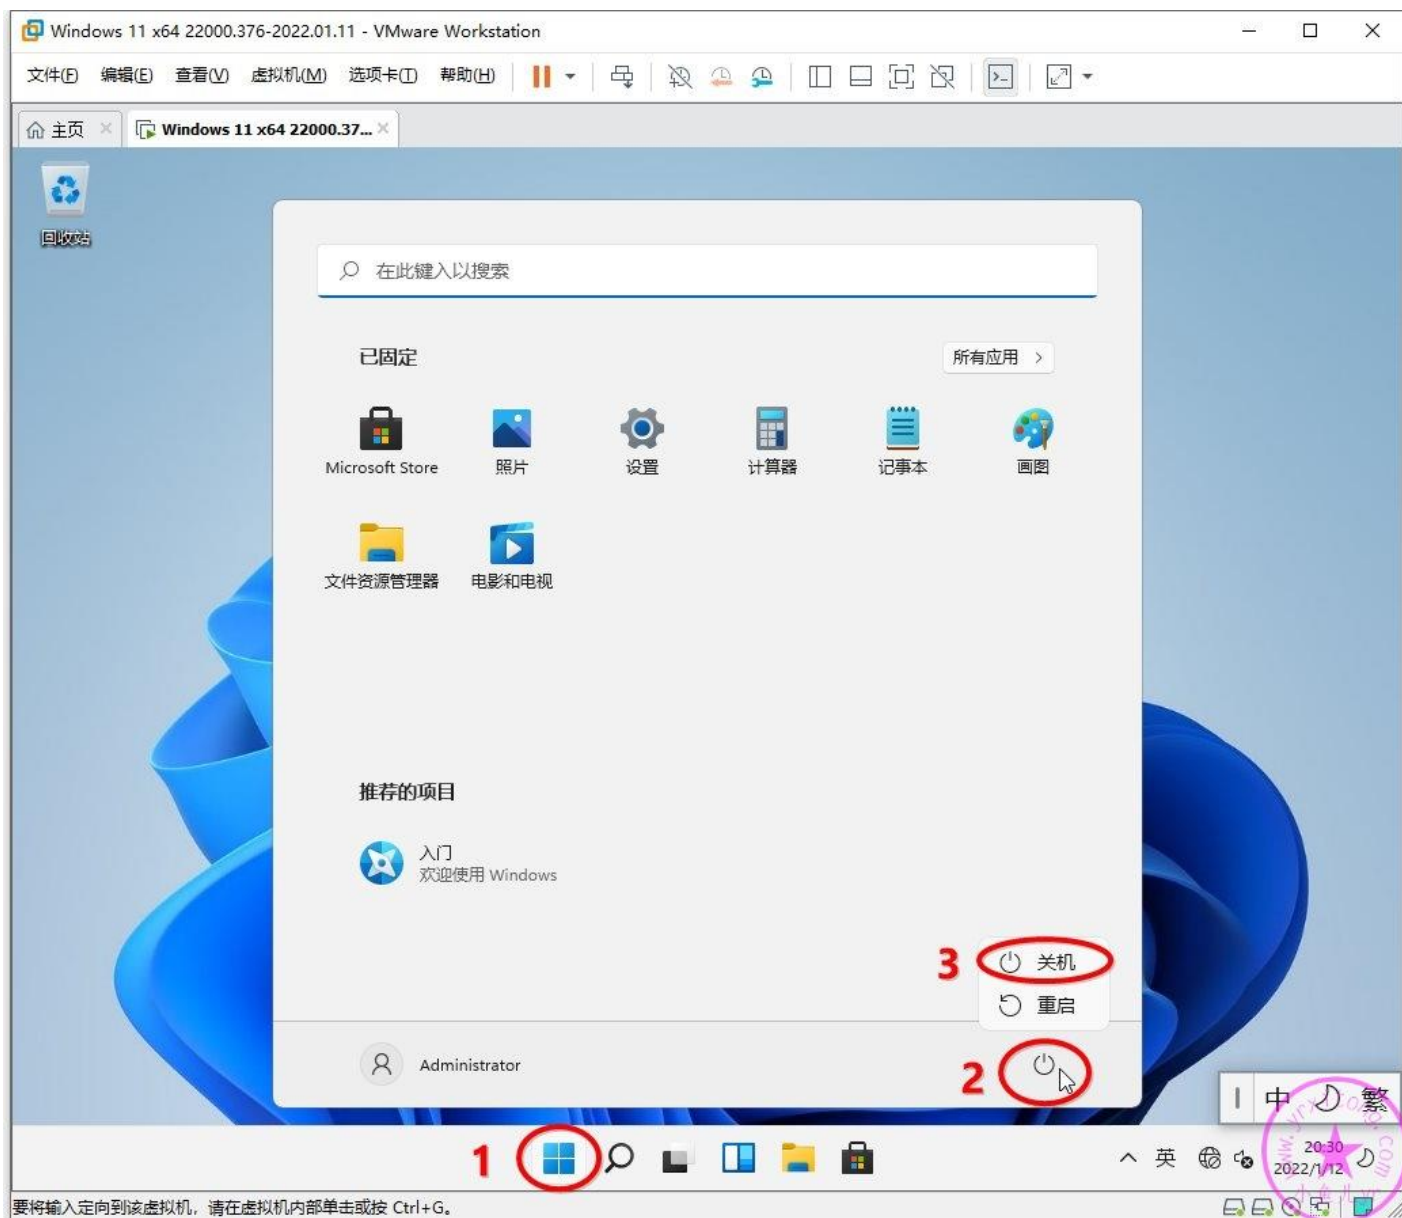 Windows 11 x64 22000.376-2022.01.11 - VMware Workstation
文件(F) 编辑(E) 查看(V) 虚拟机(M) 选项卡(T) 帮助(H)
主页 Windows 11 x64 22000.37...
回收站
在此键入以搜索
已固定 所有应用
Microsoft Store 照片 设置 计算器 记事本 画图
文件资源管理器 电影和电视
推荐的项目
入门
欢迎使用 Windows
3 关机
重启
Administrator
2
中 繁
1
英 20:30
2022/1/12
要将输入定向到该虚拟机，请在虚拟机内部单击或按 Ctrl+G。